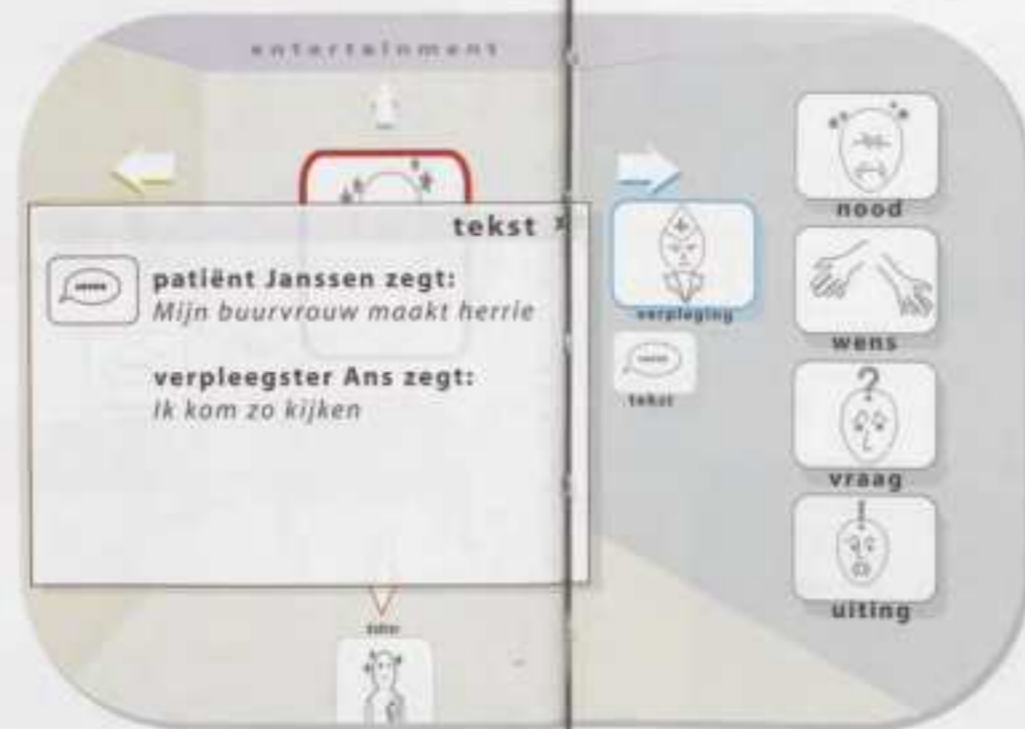 entertainment
tekst x
patiënt Janssen zegt:
Mijn buurvrouw maakt herrie
verpleegster Ans zegt:
Ik kom zo kijken
verpleging
tekst
nood
wens
?
vraag
!
uiting